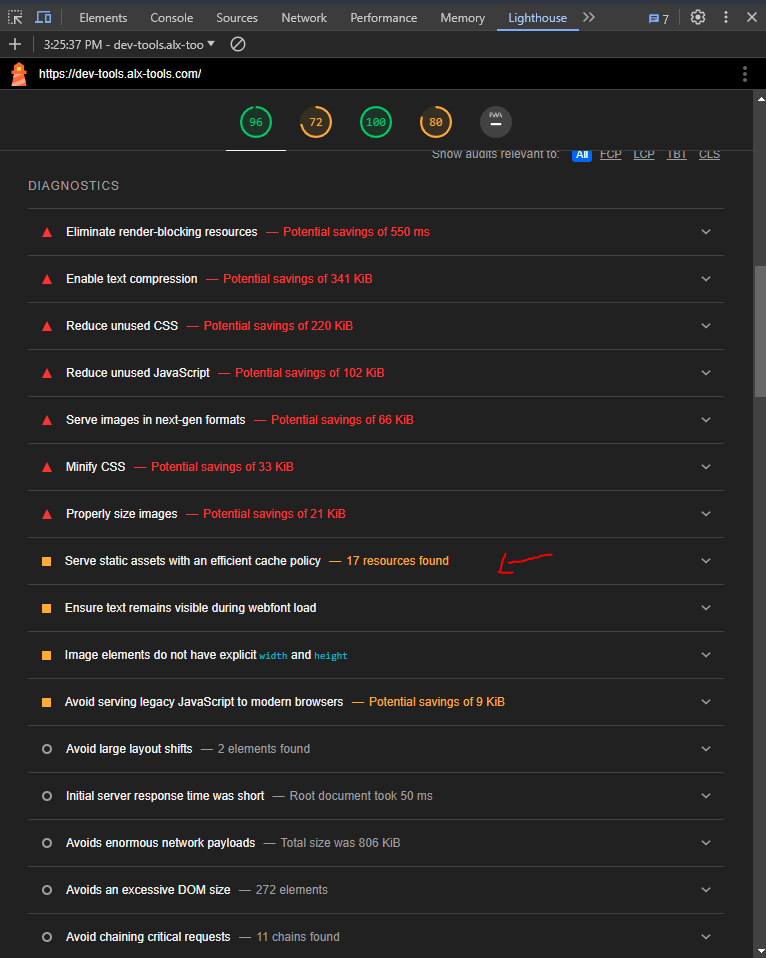 Elements Console Sources Network Performance Memory Lighthouse 7
3:25:37 PM - dev-tools.alx-too
https://dev-tools.alx-tools.com/
96 72 100 80 PWA
Show audits relevant to: All FCP LCP TBT CLS
DIAGNOSTICS
Eliminate render-blocking resources — Potential savings of 550 ms
Enable text compression — Potential savings of 341 KiB
Reduce unused CSS — Potential savings of 220 KiB
Reduce unused JavaScript — Potential savings of 102 KiB
Serve images in next-gen formats — Potential savings of 66 KiB
Minify CSS — Potential savings of 33 KiB
Properly size images — Potential savings of 21 KiB
Serve static assets with an efficient cache policy — 17 resources found
Ensure text remains visible during webfont load
Image elements do not have explicit width and height
Avoid serving legacy JavaScript to modern browsers — Potential savings of 9 KiB
Avoid large layout shifts — 2 elements found
Initial server response time was short — Root document took 50 ms
Avoids enormous network payloads — Total size was 806 KiB
Avoids an excessive DOM size — 272 elements
Avoid chaining critical requests — 11 chains found